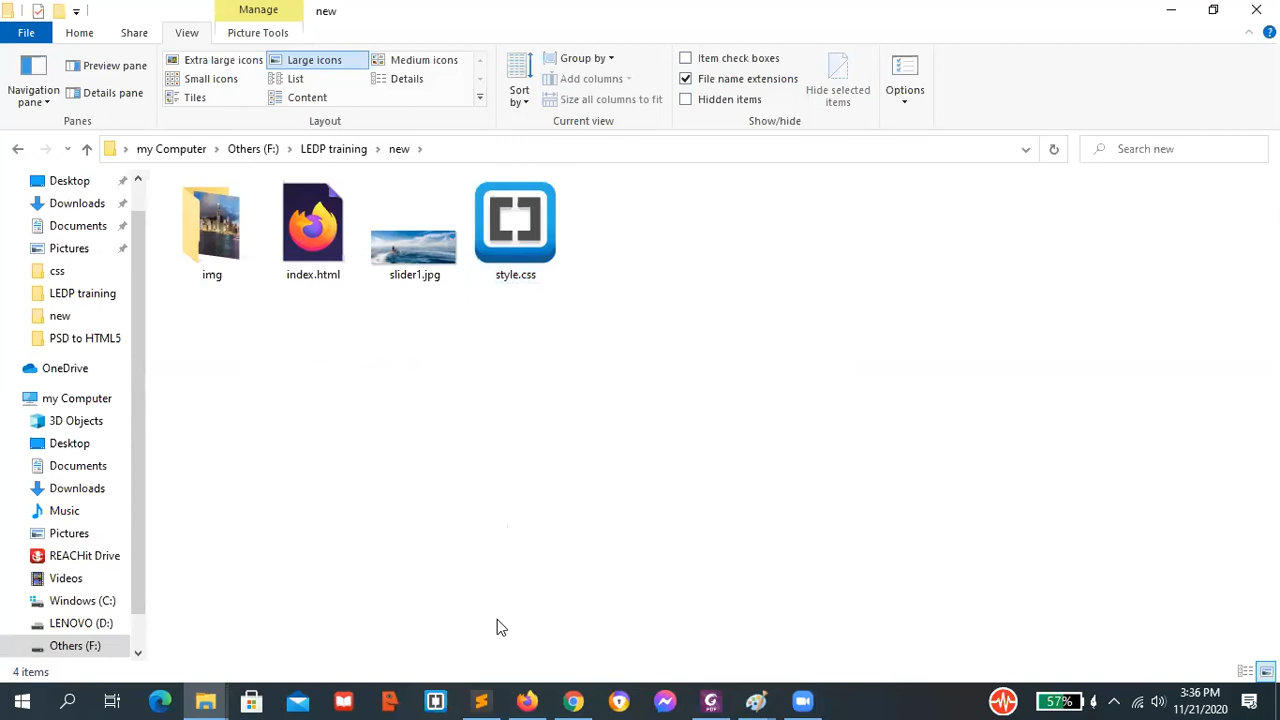 Manage
new
File
Home
Share
View
Picture Tools
Navigation
pane
Preview pane
Details pane
Panes
Extra large icons
Large icons
Medium icons
Small icons
List
Details
Tiles
Content
Layout
Sort
by
Group by
Add columns
Size all columns to fit
Current view
Item check boxes
File name extensions
Hidden items
Hide selected
items
Show/hide
Options
my Computer
Others (F:)
LEDP training
new
Search new
Desktop
Downloads
Documents
Pictures
css
LEDP training
new
PSD to HTML5
OneDrive
my Computer
3D Objects
Desktop
Documents
Downloads
Music
Pictures
REACHit Drive
Videos
Windows (C:)
LENOVO (D:)
Others (F:)
img
index.html
slider1.jpg
style.css
4 items
57%
3:36 PM
11/21/2020